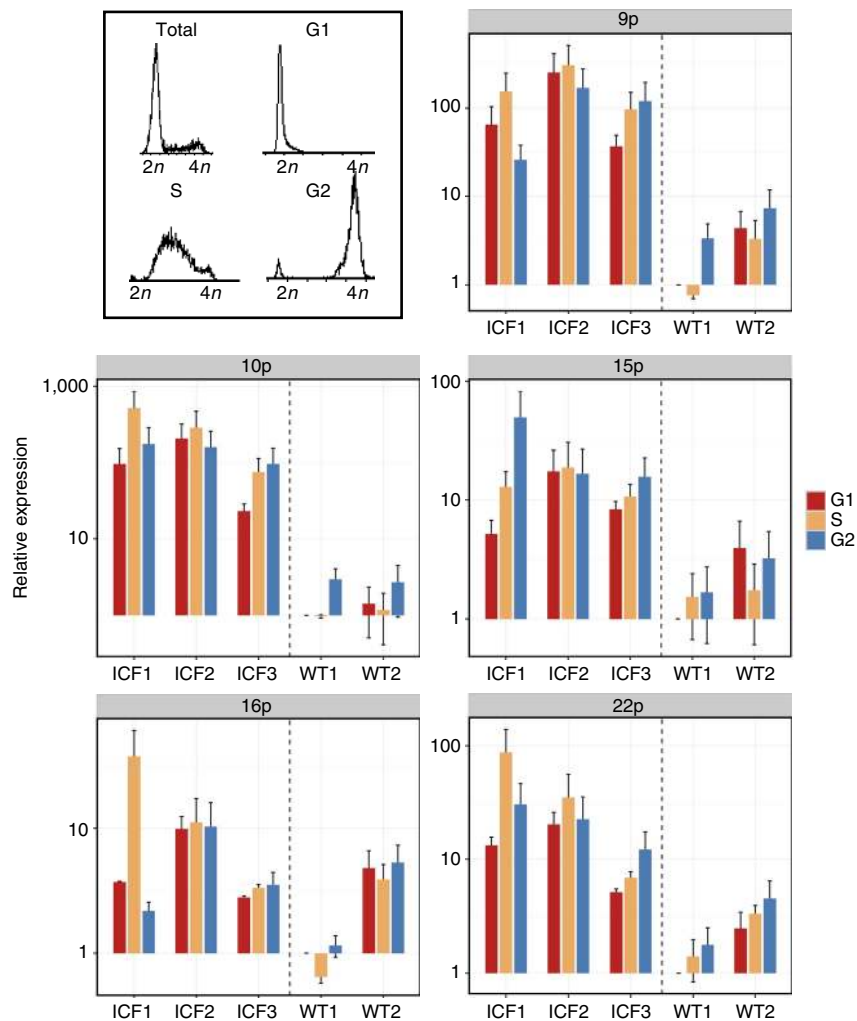 Total G1
2n 4n 2n 4n
S G2
2n 4n 2n 4n
9p
100
10
1
ICF1 ICF2 ICF3 WT1 WT2
10p
1,000
10
ICF1 ICF2 ICF3 WT1 WT2
15p
100
10
1
ICF1 ICF2 ICF3 WT1 WT2
Relative expression
G1
S
G2
16p
10
1
ICF1 ICF2 ICF3 WT1 WT2
22p
100
10
1
ICF1 ICF2 ICF3 WT1 WT2